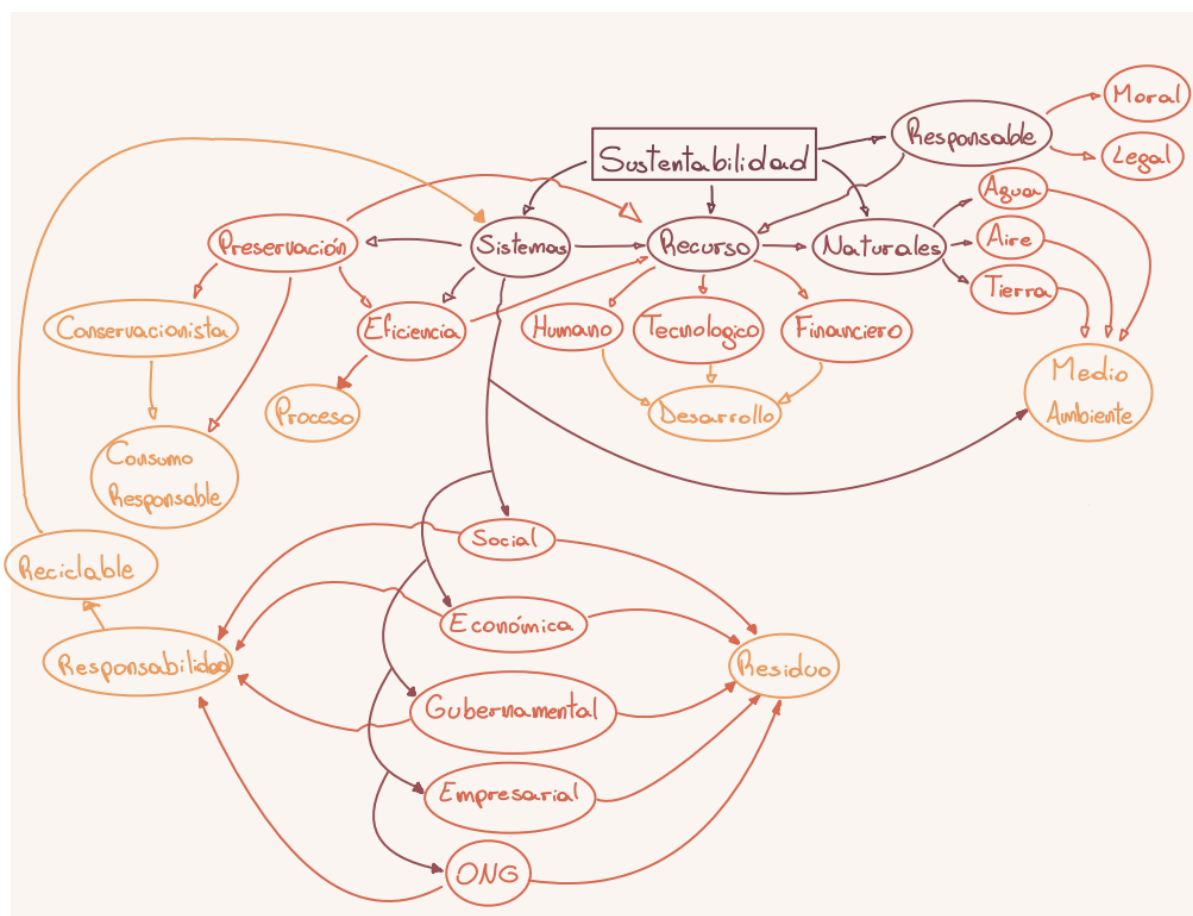 Moral
Sustentabilidad
Responsable
Legal
Agua
Preservación
Sistemas
Recurso
Naturales
Aire
Tierra
Conservacionista
Eficiencia
Humano
Tecnologico
Financiero
Medio
Ambiente
Proceso
Desarrollo
Consumo
Responsable
Social
Reciclable
Económica
Responsabilidad
Residuo
Gubernamental
Empresarial
ONG